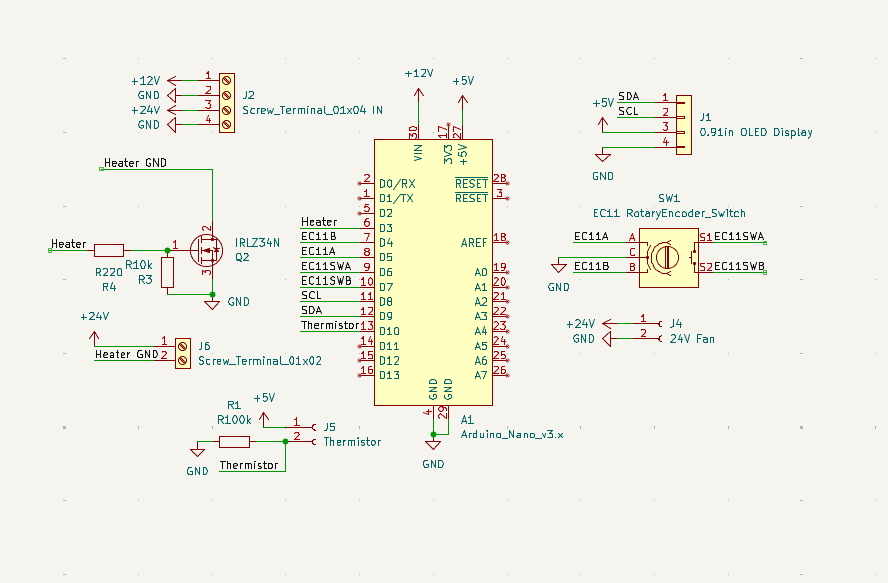 +12V 1
GND 2
+24V 3
GND 4
J2
Screw_Terminal_01x04 IN
Heater GND
Heater
R220
R4
R10k
R3
1
2
3
IRLZ34N
Q2
GND
+24V
1
Heater GND 2
J6
Screw_Terminal_01x02
R1
R100k
+5V
1
2
J5
Thermistor
GND
Thermistor
+12V
+5V
30 17 27
VIN 3V3 +5V
2 D0/RX
1 D1/TX
5 D2
Heater 6 D3
EC11B 7 D4
EC11A 8 D5
EC11SWA 9 D6
EC11SWB 10 D7
SCL 11 D8
SDA 12 D9
Thermistor 13 D10
14 D11
15 D12
16 D13
RESET 28
RESET 3
AREF 18
A0 19
A1 20
A2 21
A3 22
A4 23
A5 24
A6 25
A7 26
GND GND
4 29
A1
Arduino_Nano_v3.x
GND
SDA 1
SCL 2
+5V 3
4
GND
J1
0.91in OLED Display
SW1
EC11 RotaryEncoder_Switch
EC11A A
C
EC11B B
S1 EC11SWA
S2 EC11SWB
GND
+24V 1
GND 2
J4
24V Fan